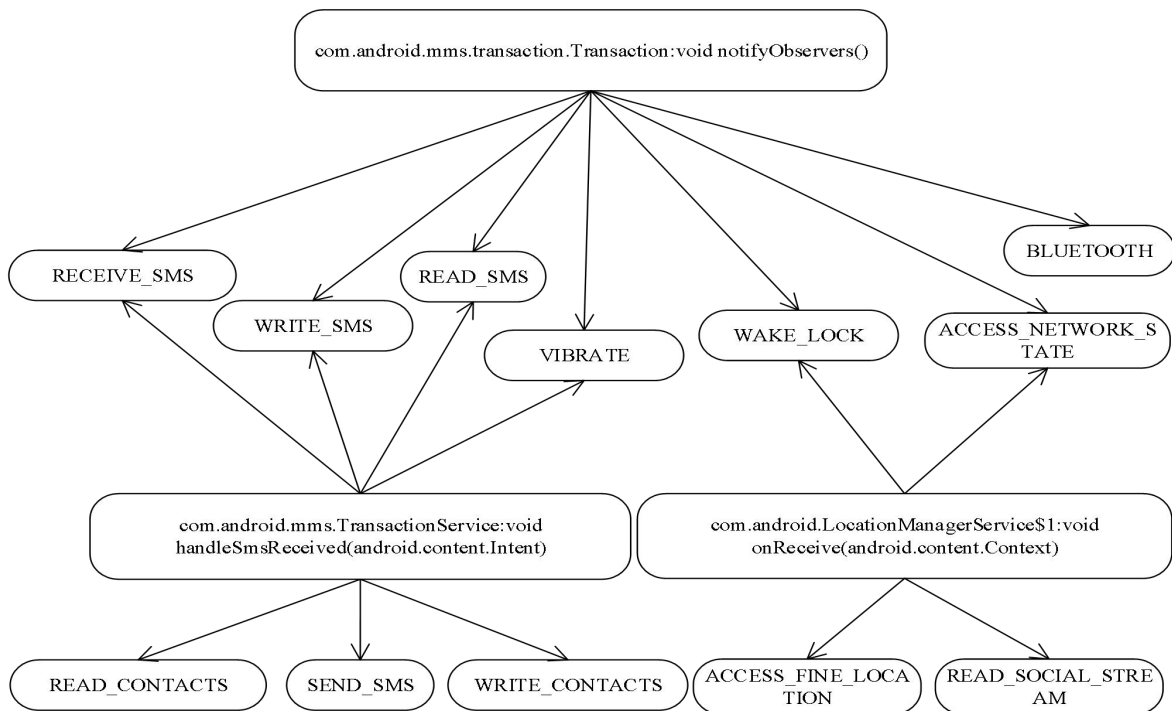 com.android.mms.transaction.Transaction:void notifyObservers()
BLUETOOTH
RECEIVE_SMS
READ_SMS
WRITE_SMS
WAKE_LOCK
ACCESS_NETWORK_S
TATE
VIBRATE
com.android.mms.TransactionService:void
handleSmsReceived(android.content.Intent)
com.android.LocationManagerService$1:void
onReceive(android.content.Context)
READ_CONTACTS
SEND_SMS
WRITE_CONTACTS
ACCESS_FINE_LOCA
TION
READ_SOCIAL_STRE
AM